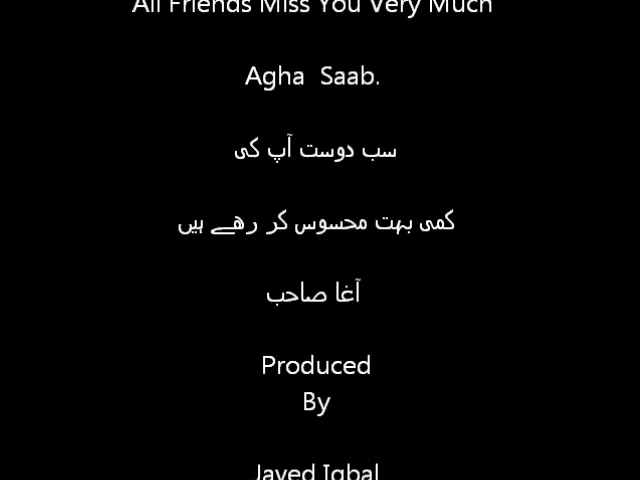 All Friends Miss You Very Much
Agha Saab.
سب دوست آپ کی
کمی بہت محسوس کر رھے ہیں
آغا صاحب
Produced
By
Javed Iqbal